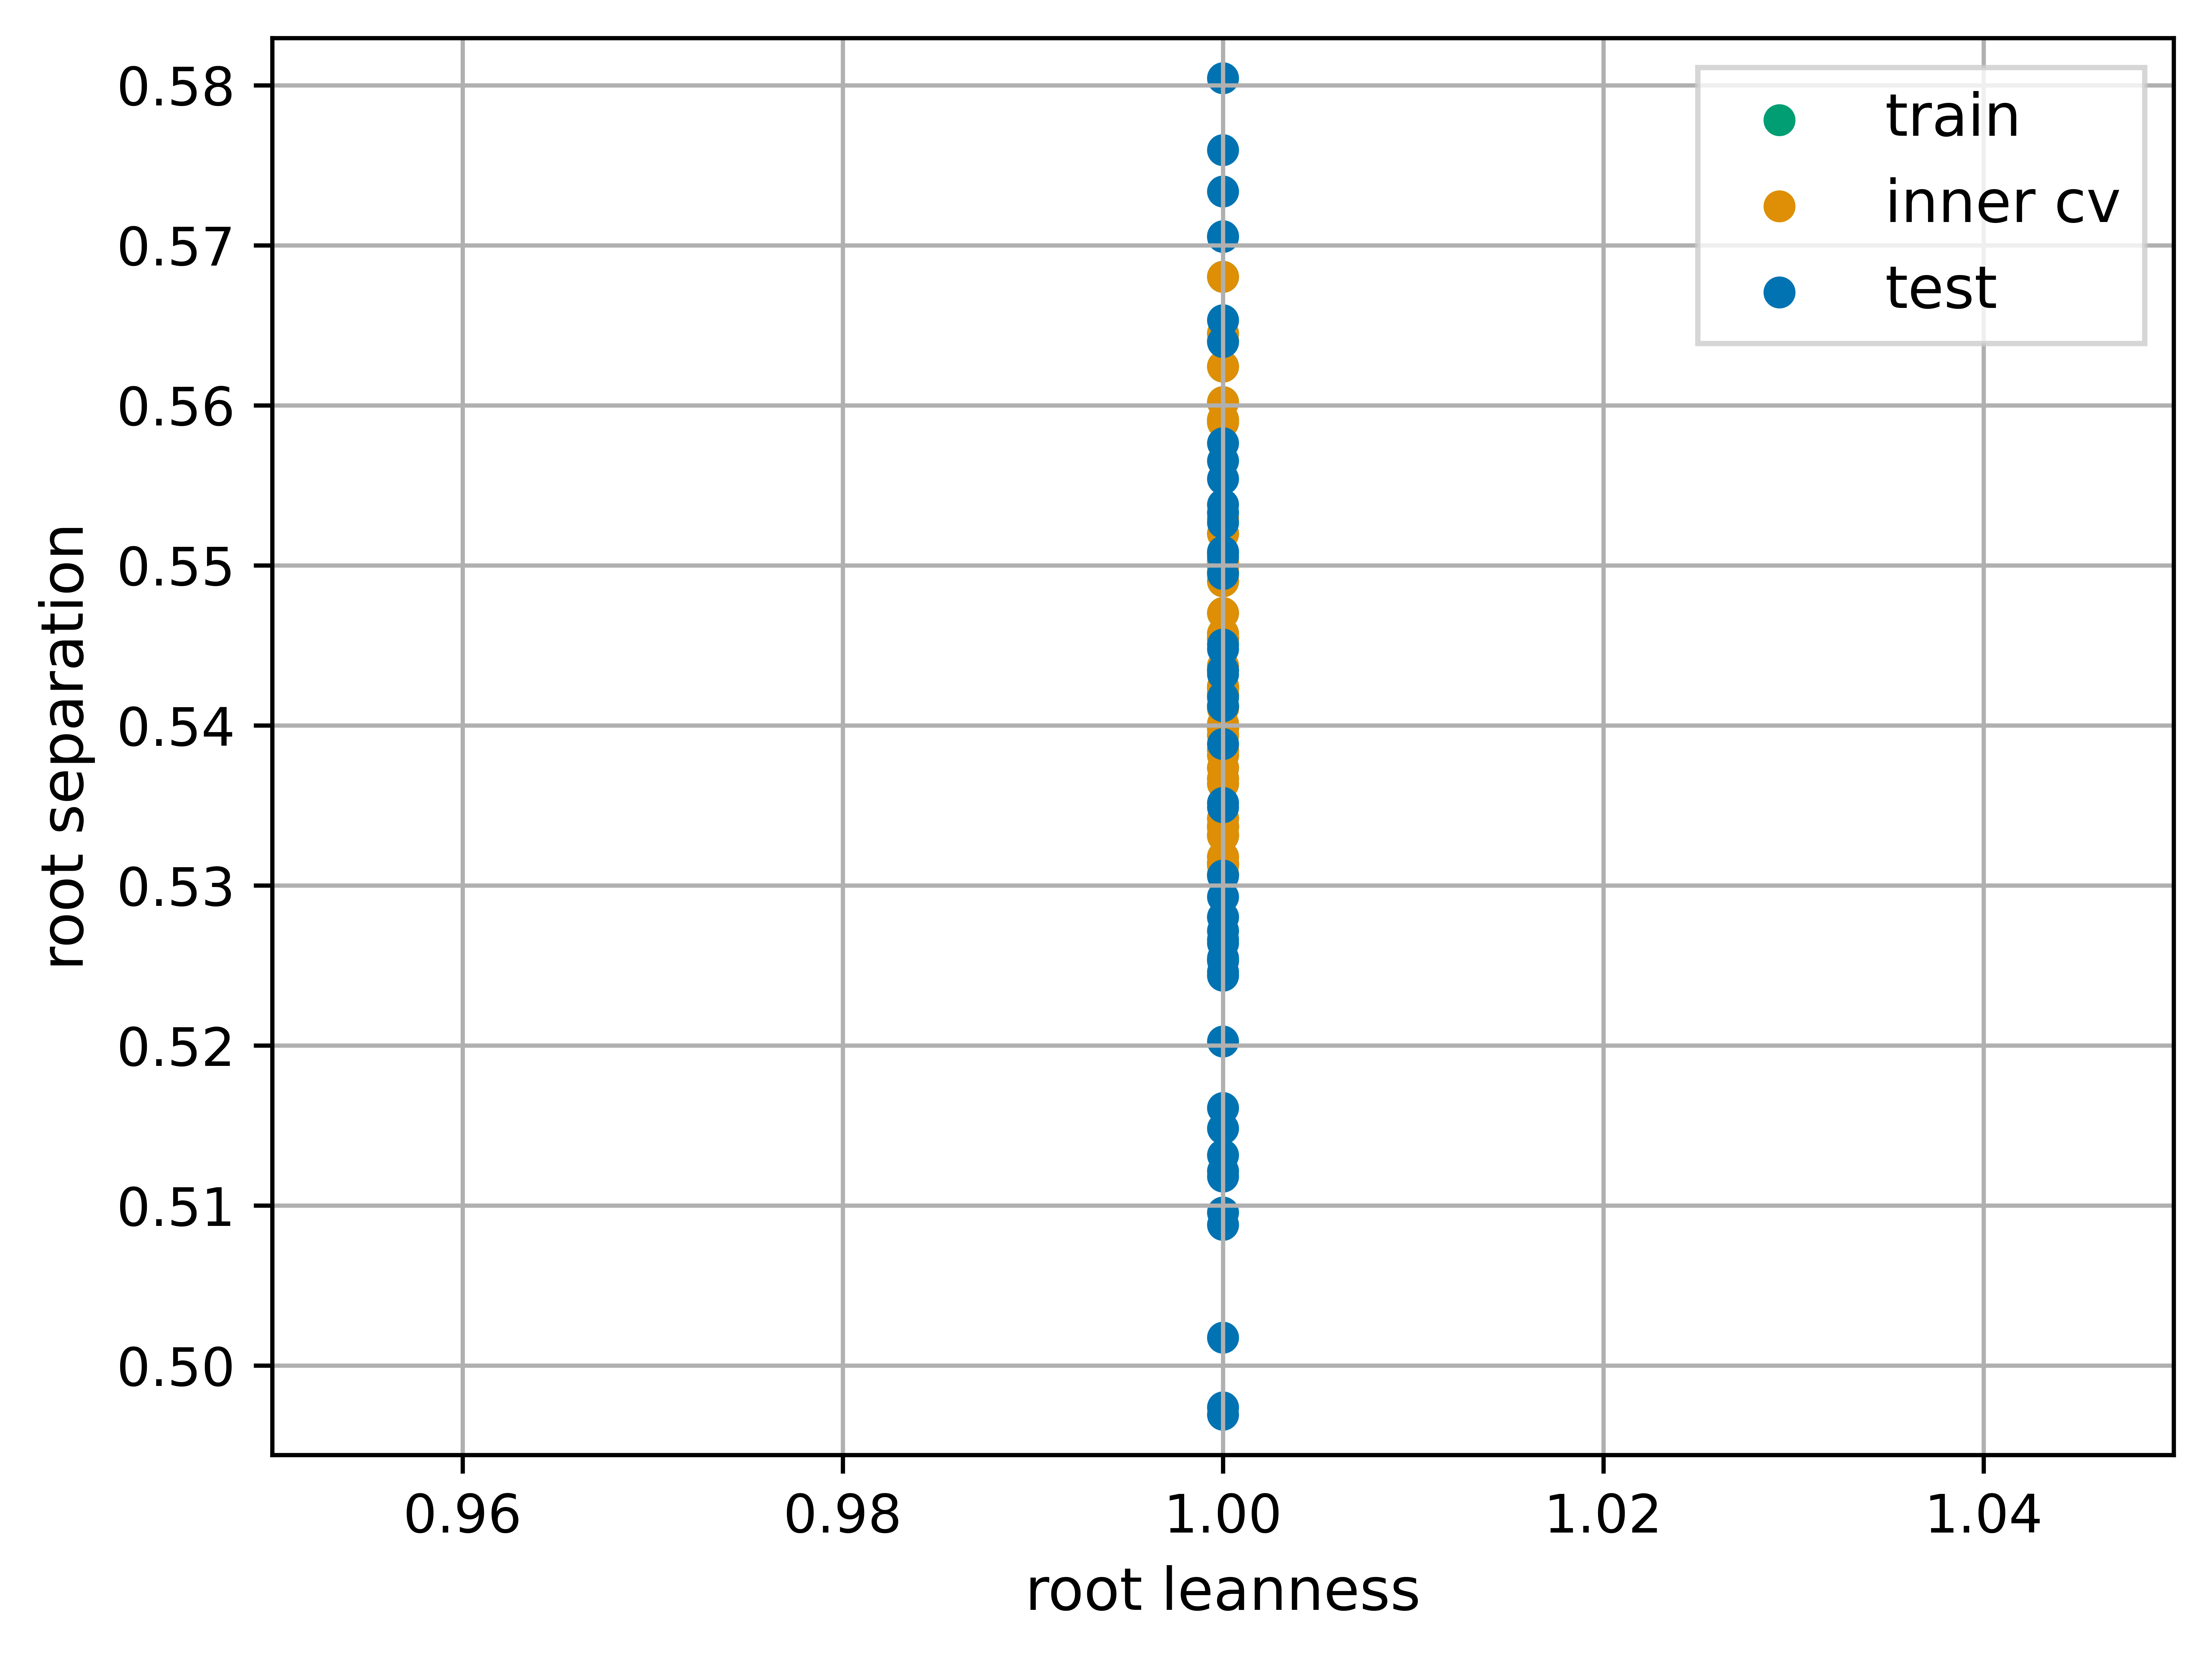 0.58
0.57
0.56
0.55
0.54
0.53
0.52
0.51
0.50
root separation
train
inner cv
test
0.96 0.98 1.00 1.02 1.04
root leanness